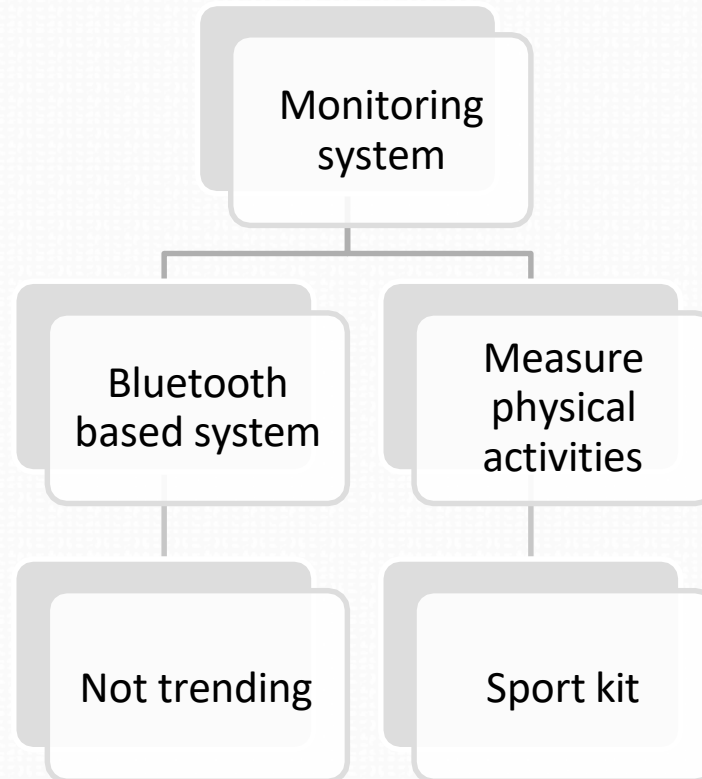 Monitoring
system
Bluetooth
based system
Measure
physical
activities
Not trending
Sport kit